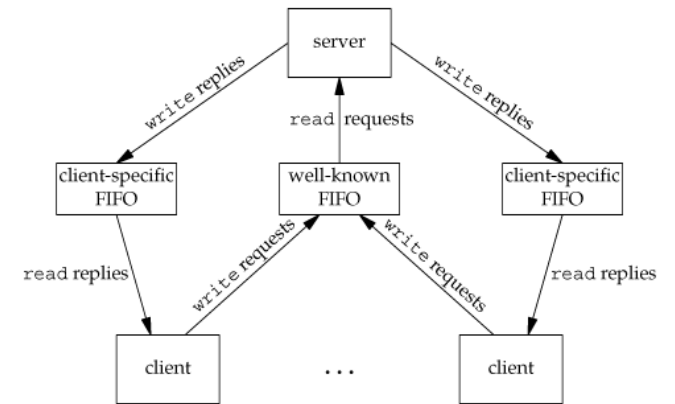 server
write replies
read requests
write replies
client-specific
FIFO
well-known
FIFO
client-specific
FIFO
read replies
write requests
write requests
read replies
client
...
client